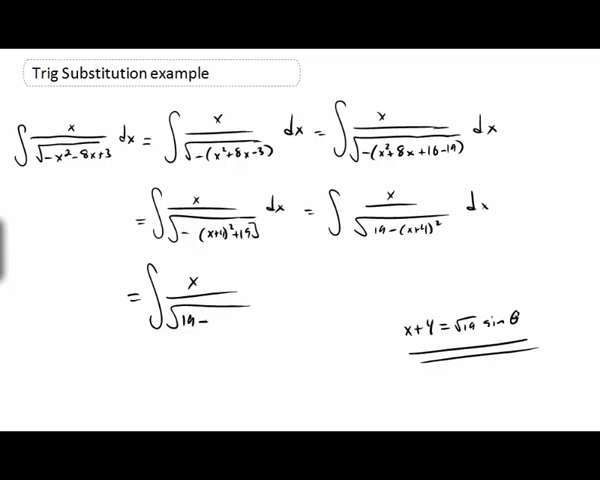 Trig Substitution example
∫ x/√(-x²-8x+3) dx = ∫ x/√(-(x²+8x-3)) dx = ∫ x/√(-(x²+8x+16-19)) dx
= ∫ x/√(-(x+4)²+19] dx = ∫ x/√(19-(x+4)²) dx
= ∫ x/√(19-
x+4=√19 sin θ